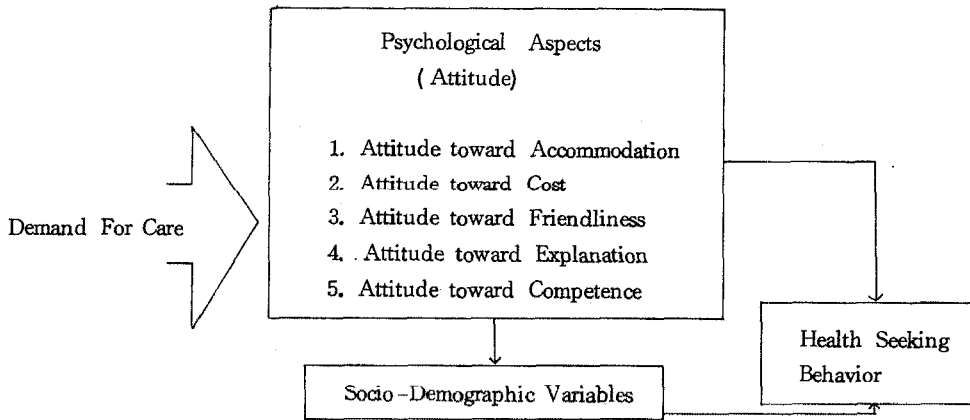 Psychological Aspects
( Attitude)
1. Attitude toward Accommodation
2. Attitude toward Cost
3. Attitude toward Friendliness
4. Attitude toward Explanation
5. Attitude toward Competence
Demand For Care
Health Seeking
Behavior
Socio-Demographic Variables